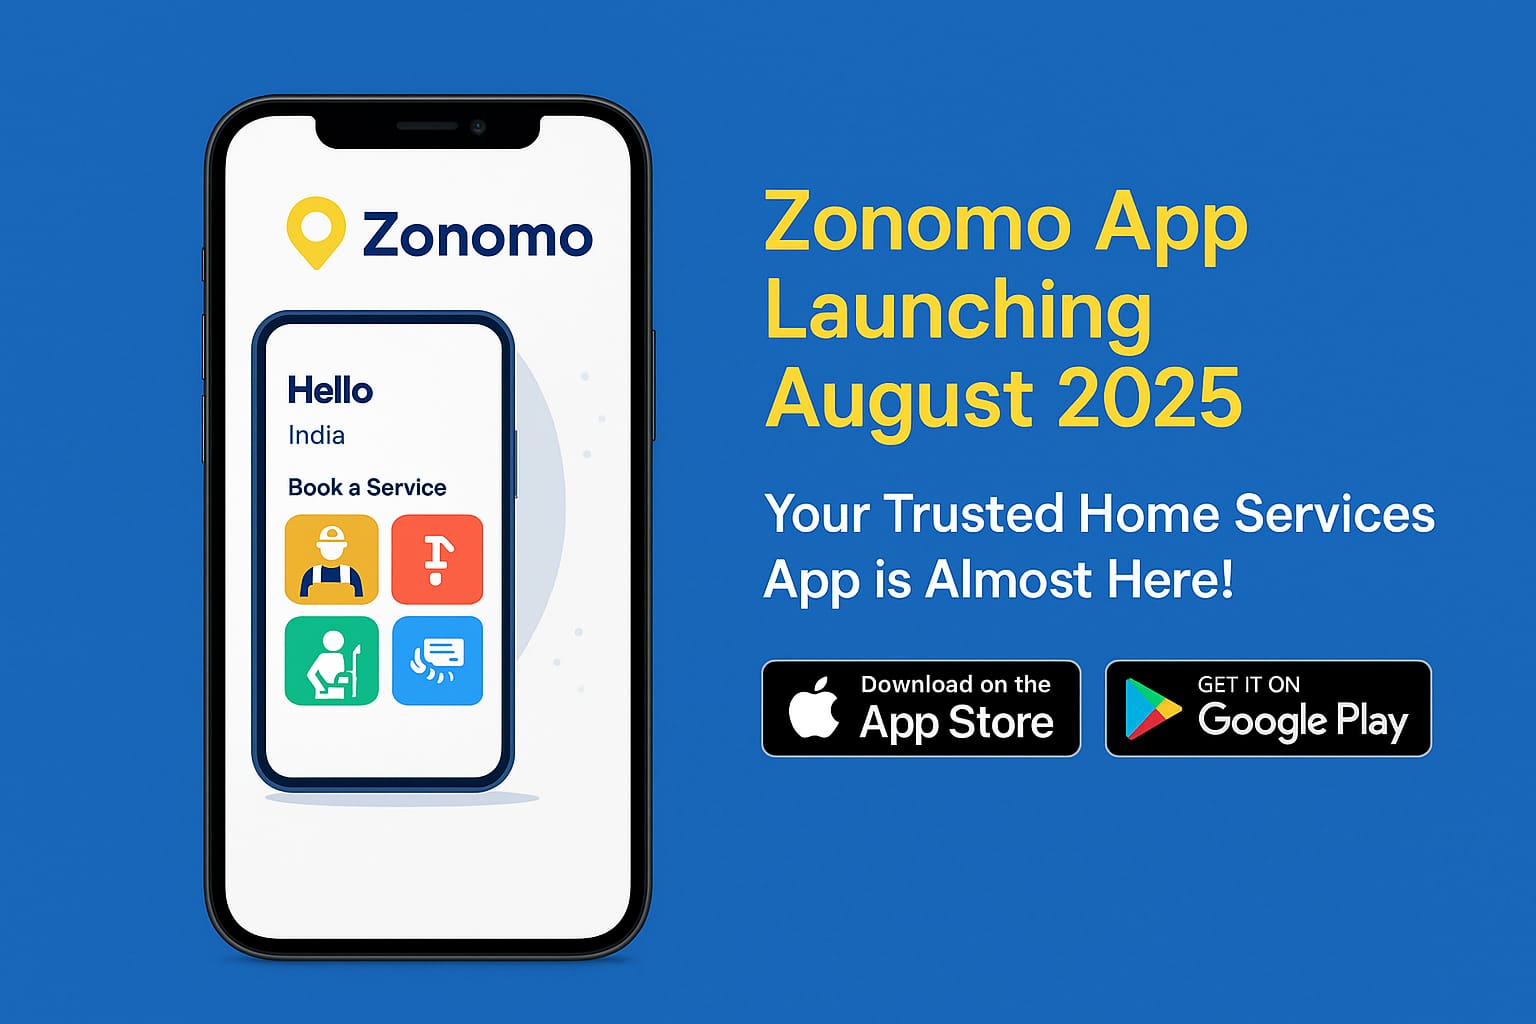 Zonomo
Hello
India
Book a Service
Zonomo App
Launching
August 2025
Your Trusted Home Services
App is Almost Here!
Download on the
App Store
GET IT ON
Google Play